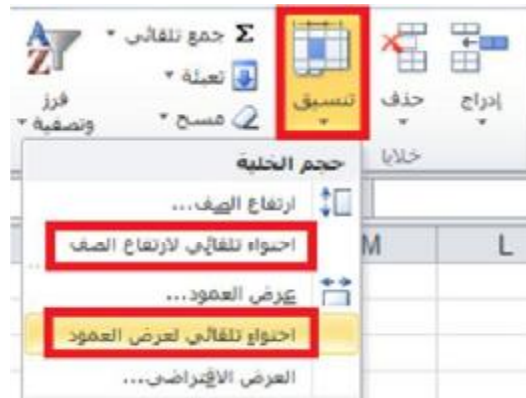 إدراج
حذف
تنسيق
خلايا
Σ جمع تلقائي
تعبئة
مسح
فرز
وتصفية
حجم الخلية
ارتفاع الصف...
احتواء تلقائي لارتفاع الصف
عرض العمود...
احتواء تلقائي لعرض العمود
العرض الافتراضي...
M
L